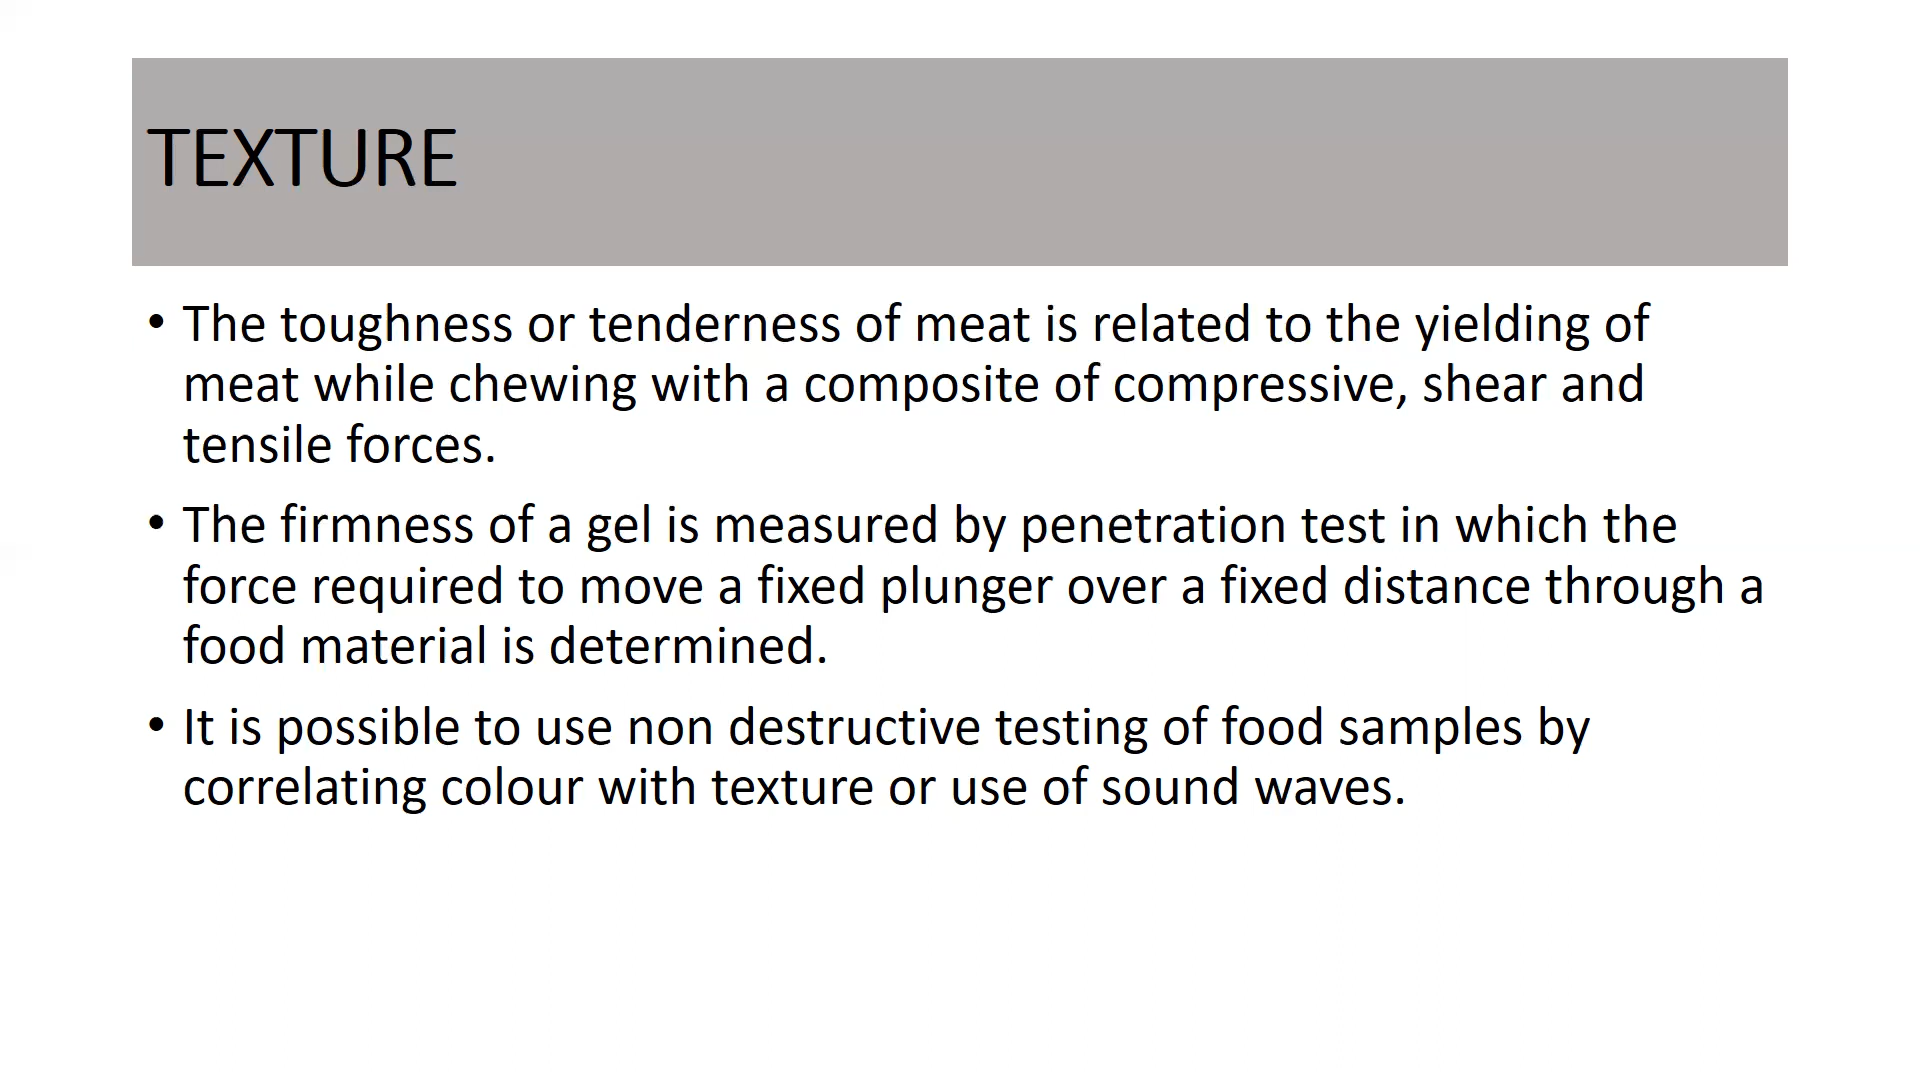 TEXTURE
• The toughness or tenderness of meat is related to the yielding of
meat while chewing with a composite of compressive, shear and
tensile forces.
• The firmness of a gel is measured by penetration test in which the
force required to move a fixed plunger over a fixed distance through a
food material is determined.
• It is possible to use non destructive testing of food samples by
correlating colour with texture or use of sound waves.